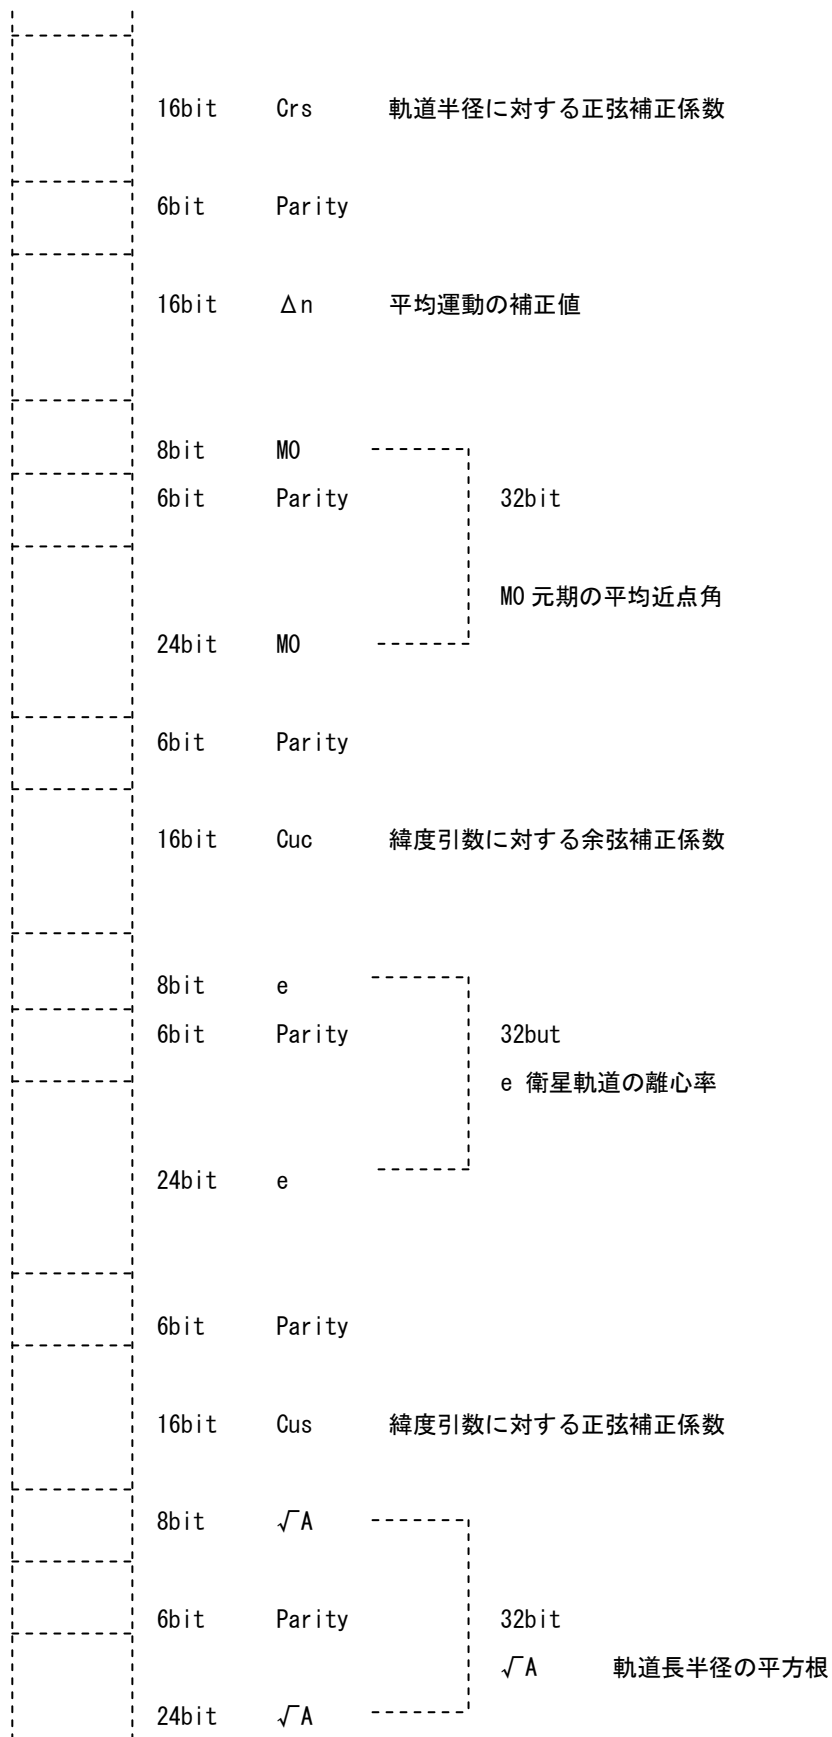 16bit Crs 軌道半径に対する正弦補正係数
6bit Parity
16bit Δn 平均運動の補正値
8bit M0
6bit Parity 32bit
M0 元期の平均近点角
24bit M0
6bit Parity
16bit Cuc 緯度引数に対する余弦補正係数
8bit e
6bit Parity 32but
e 衛星軌道の離心率
24bit e
6bit Parity
16bit Cus 緯度引数に対する正弦補正係数
8bit √A
6bit Parity 32bit
√A 軌道長半径の平方根
24bit √A